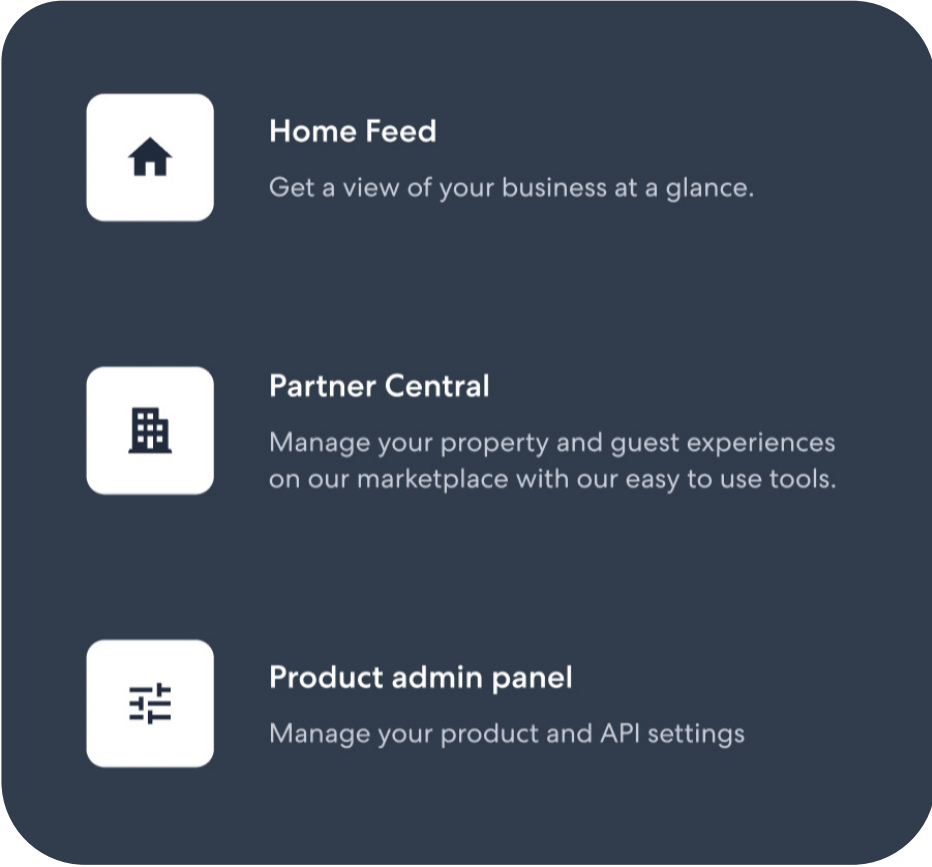 Home Feed
Get a view of your business at a glance.
Partner Central
Manage your property and guest experiences
on our marketplace with our easy to use tools.
Product admin panel
Manage your product and API settings